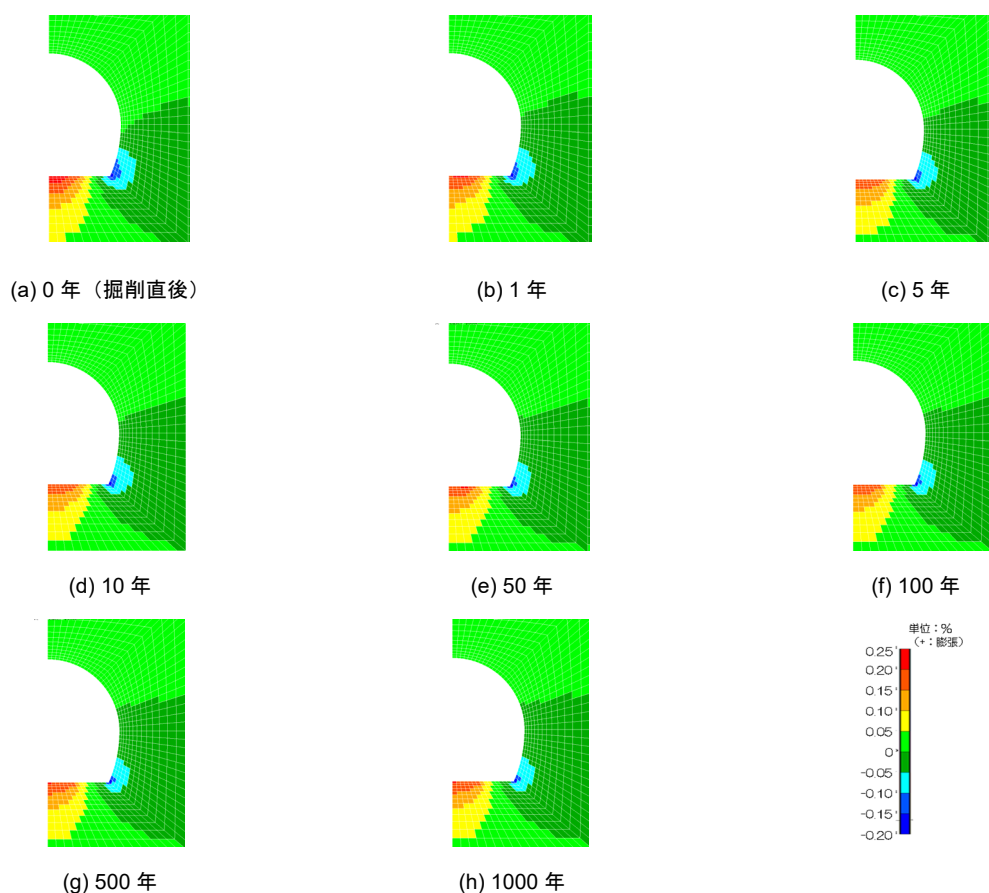 (a) 0 年（掘削直後）
(b) 1 年
(c) 5 年
(d) 10 年
(e) 50 年
(f) 100 年
(g) 500 年
(h) 1000 年
単位：%
（+：膨張）
0.25
0.20
0.15
0.10
0.05
0
-0.05
-0.10
-0.15
-0.20